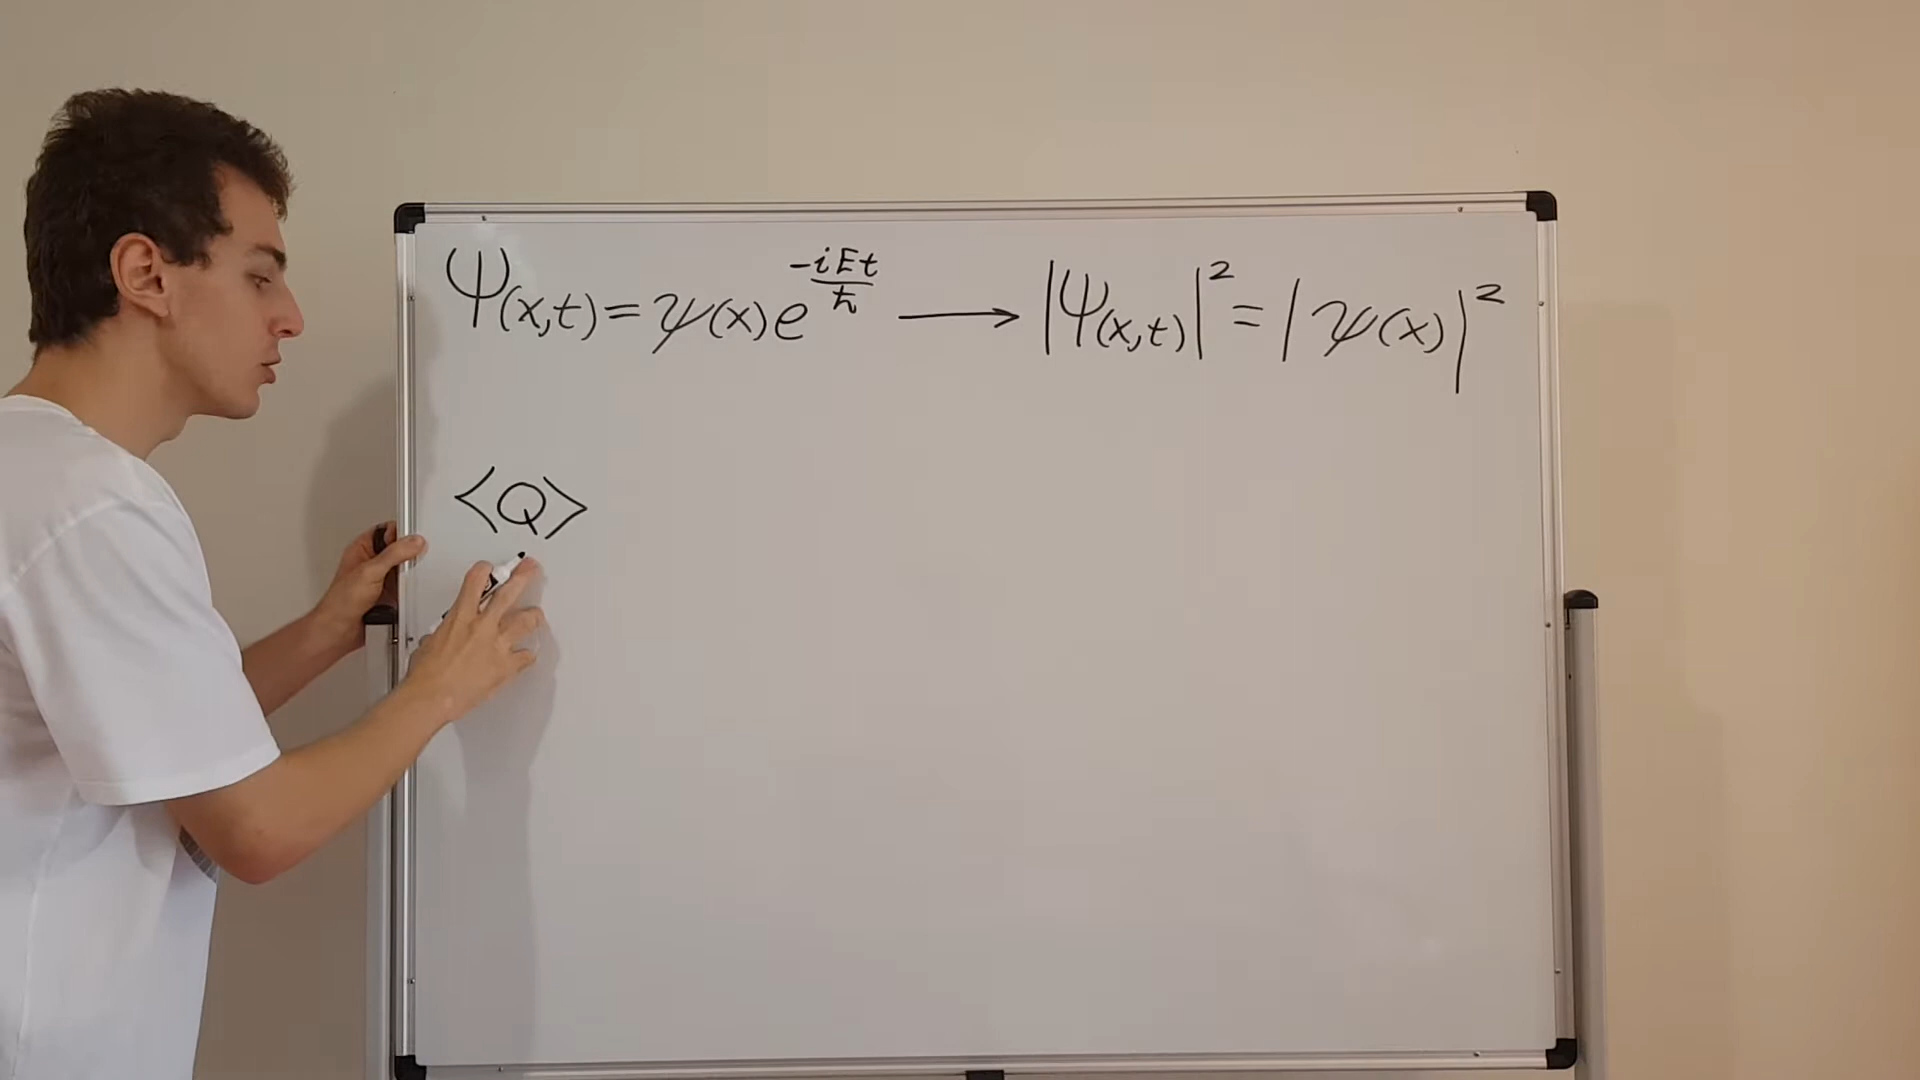 Ψ(x,t) = ψ(x)e^{-iEt/ħ} ⟶ |Ψ(x,t)|² = |ψ(x)|²
<Q>